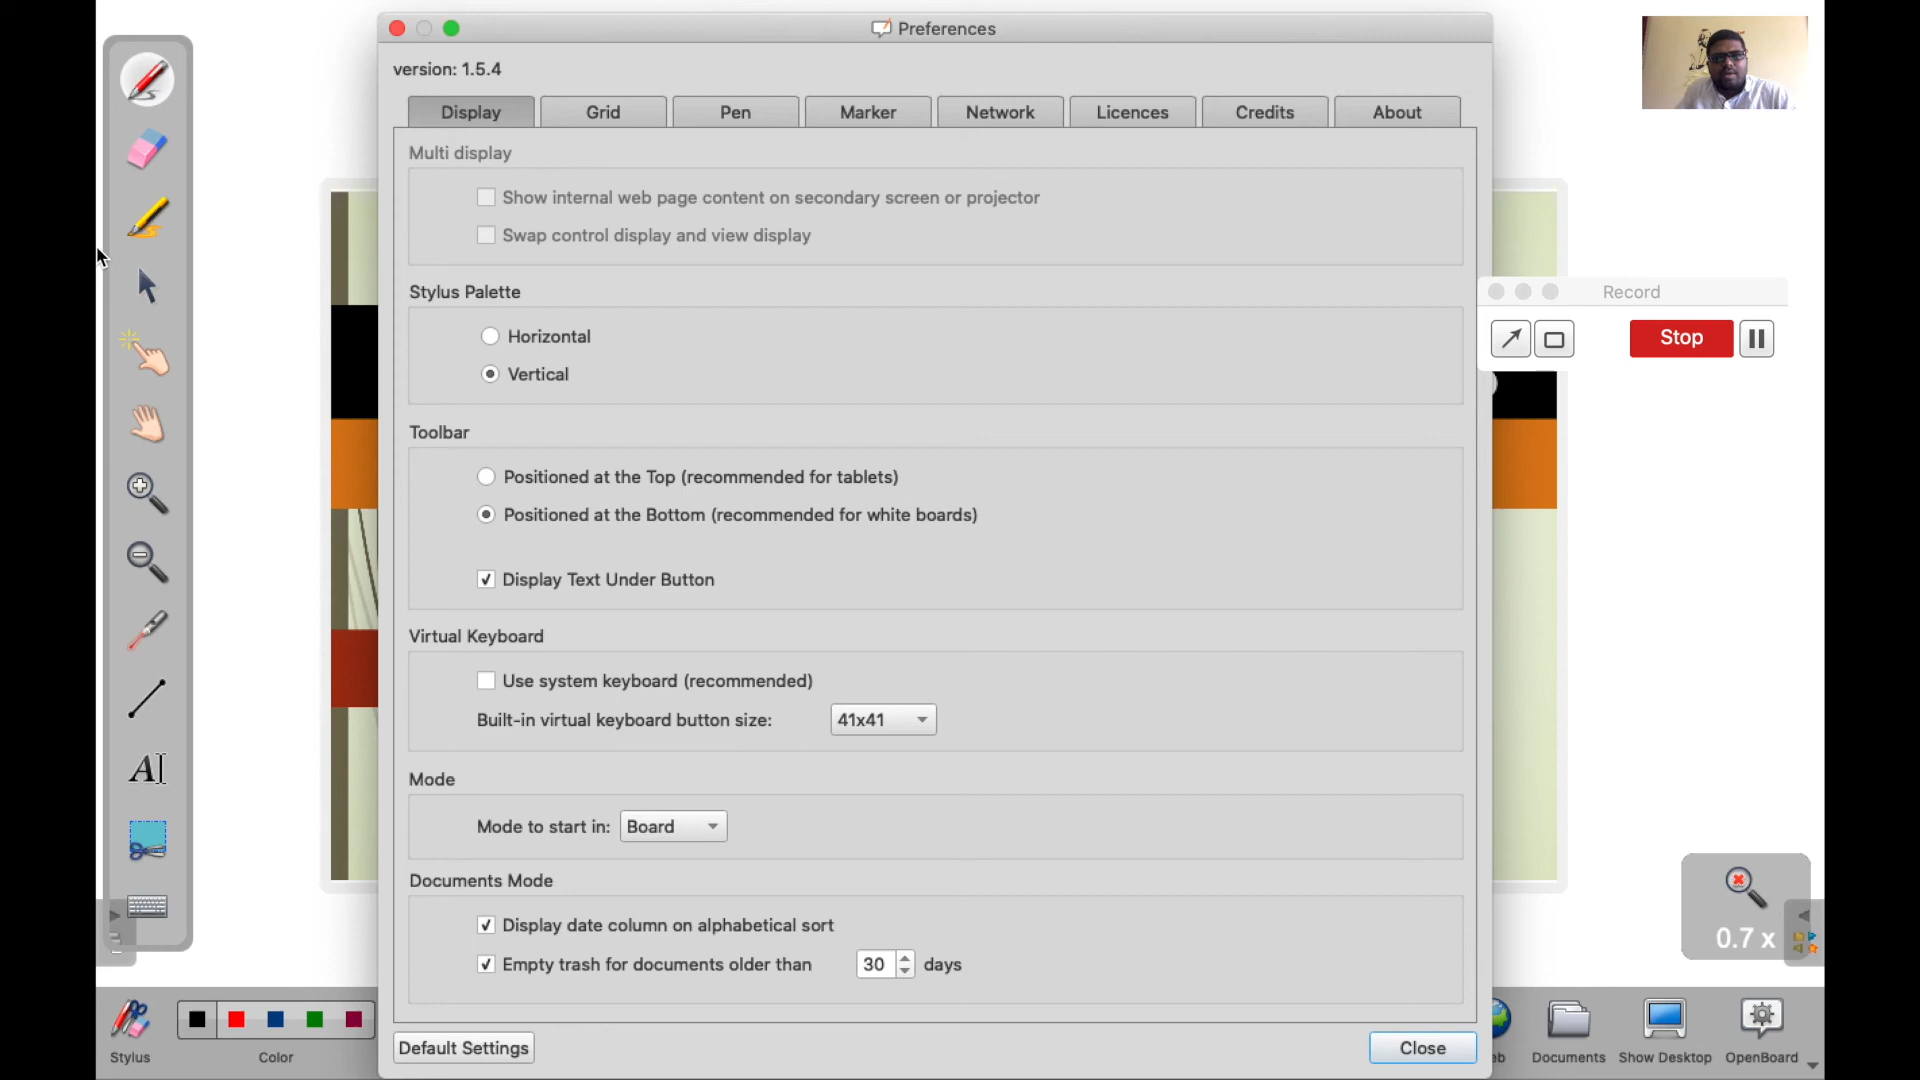 Preferences
version: 1.5.4
Display
Grid
Pen
Marker
Network
Licences
Credits
About
Multi display
Show internal web page content on secondary screen or projector
Swap control display and view display
Stylus Palette
Horizontal
Vertical
Record
Stop
Toolbar
Positioned at the Top (recommended for tablets)
Positioned at the Bottom (recommended for white boards)
Display Text Under Button
Virtual Keyboard
Use system keyboard (recommended)
Built-in virtual keyboard button size:
41x41
Mode
Mode to start in:
Board
Documents Mode
Display date column on alphabetical sort
Empty trash for documents older than
30
days
AI
0.7 x
Default Settings
Close
Stylus
Color
eb
Documents
Show Desktop
OpenBoard